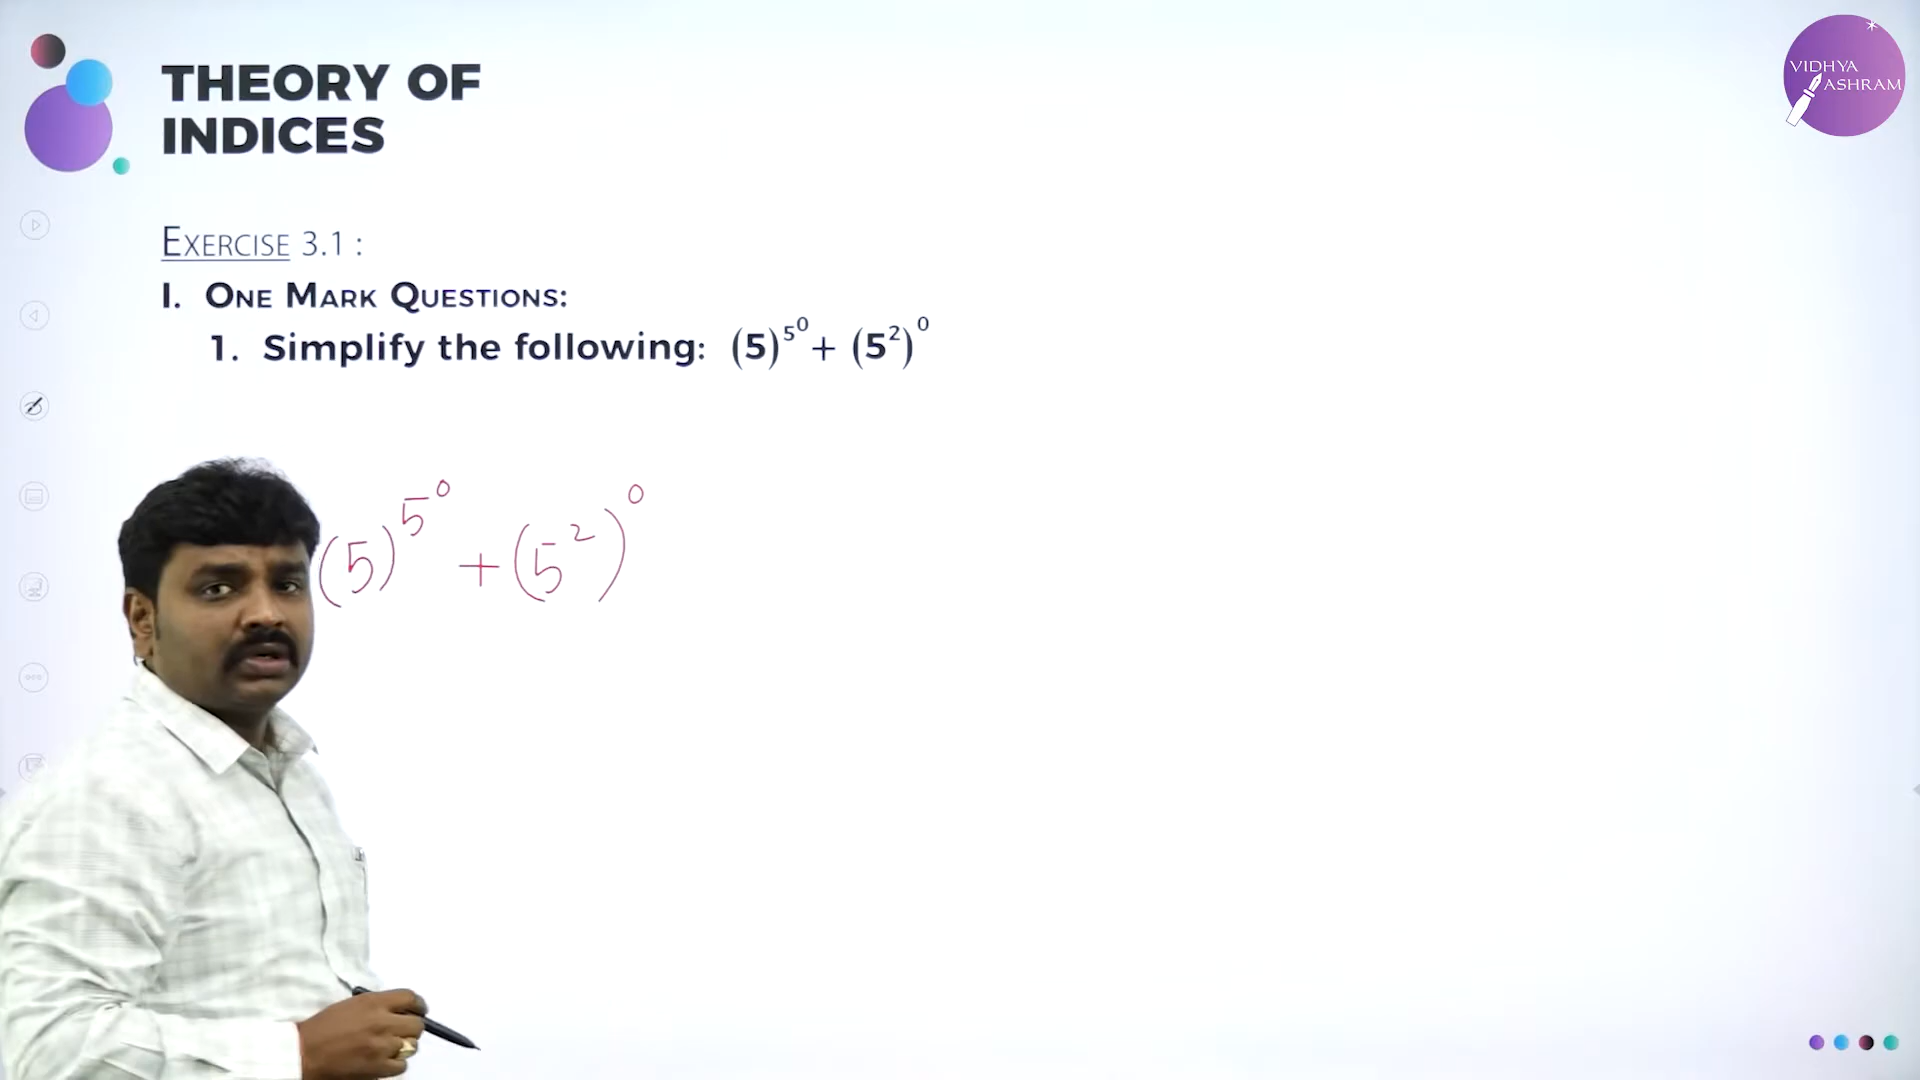 THEORY OF
INDICES
VIDHYA
ASHRAM
EXERCISE 3.1 :
I. ONE MARK QUESTIONS:
1. Simplify the following: (5)^5^0 + (5^2)^0
(5)^5^0 + (5^2)^0